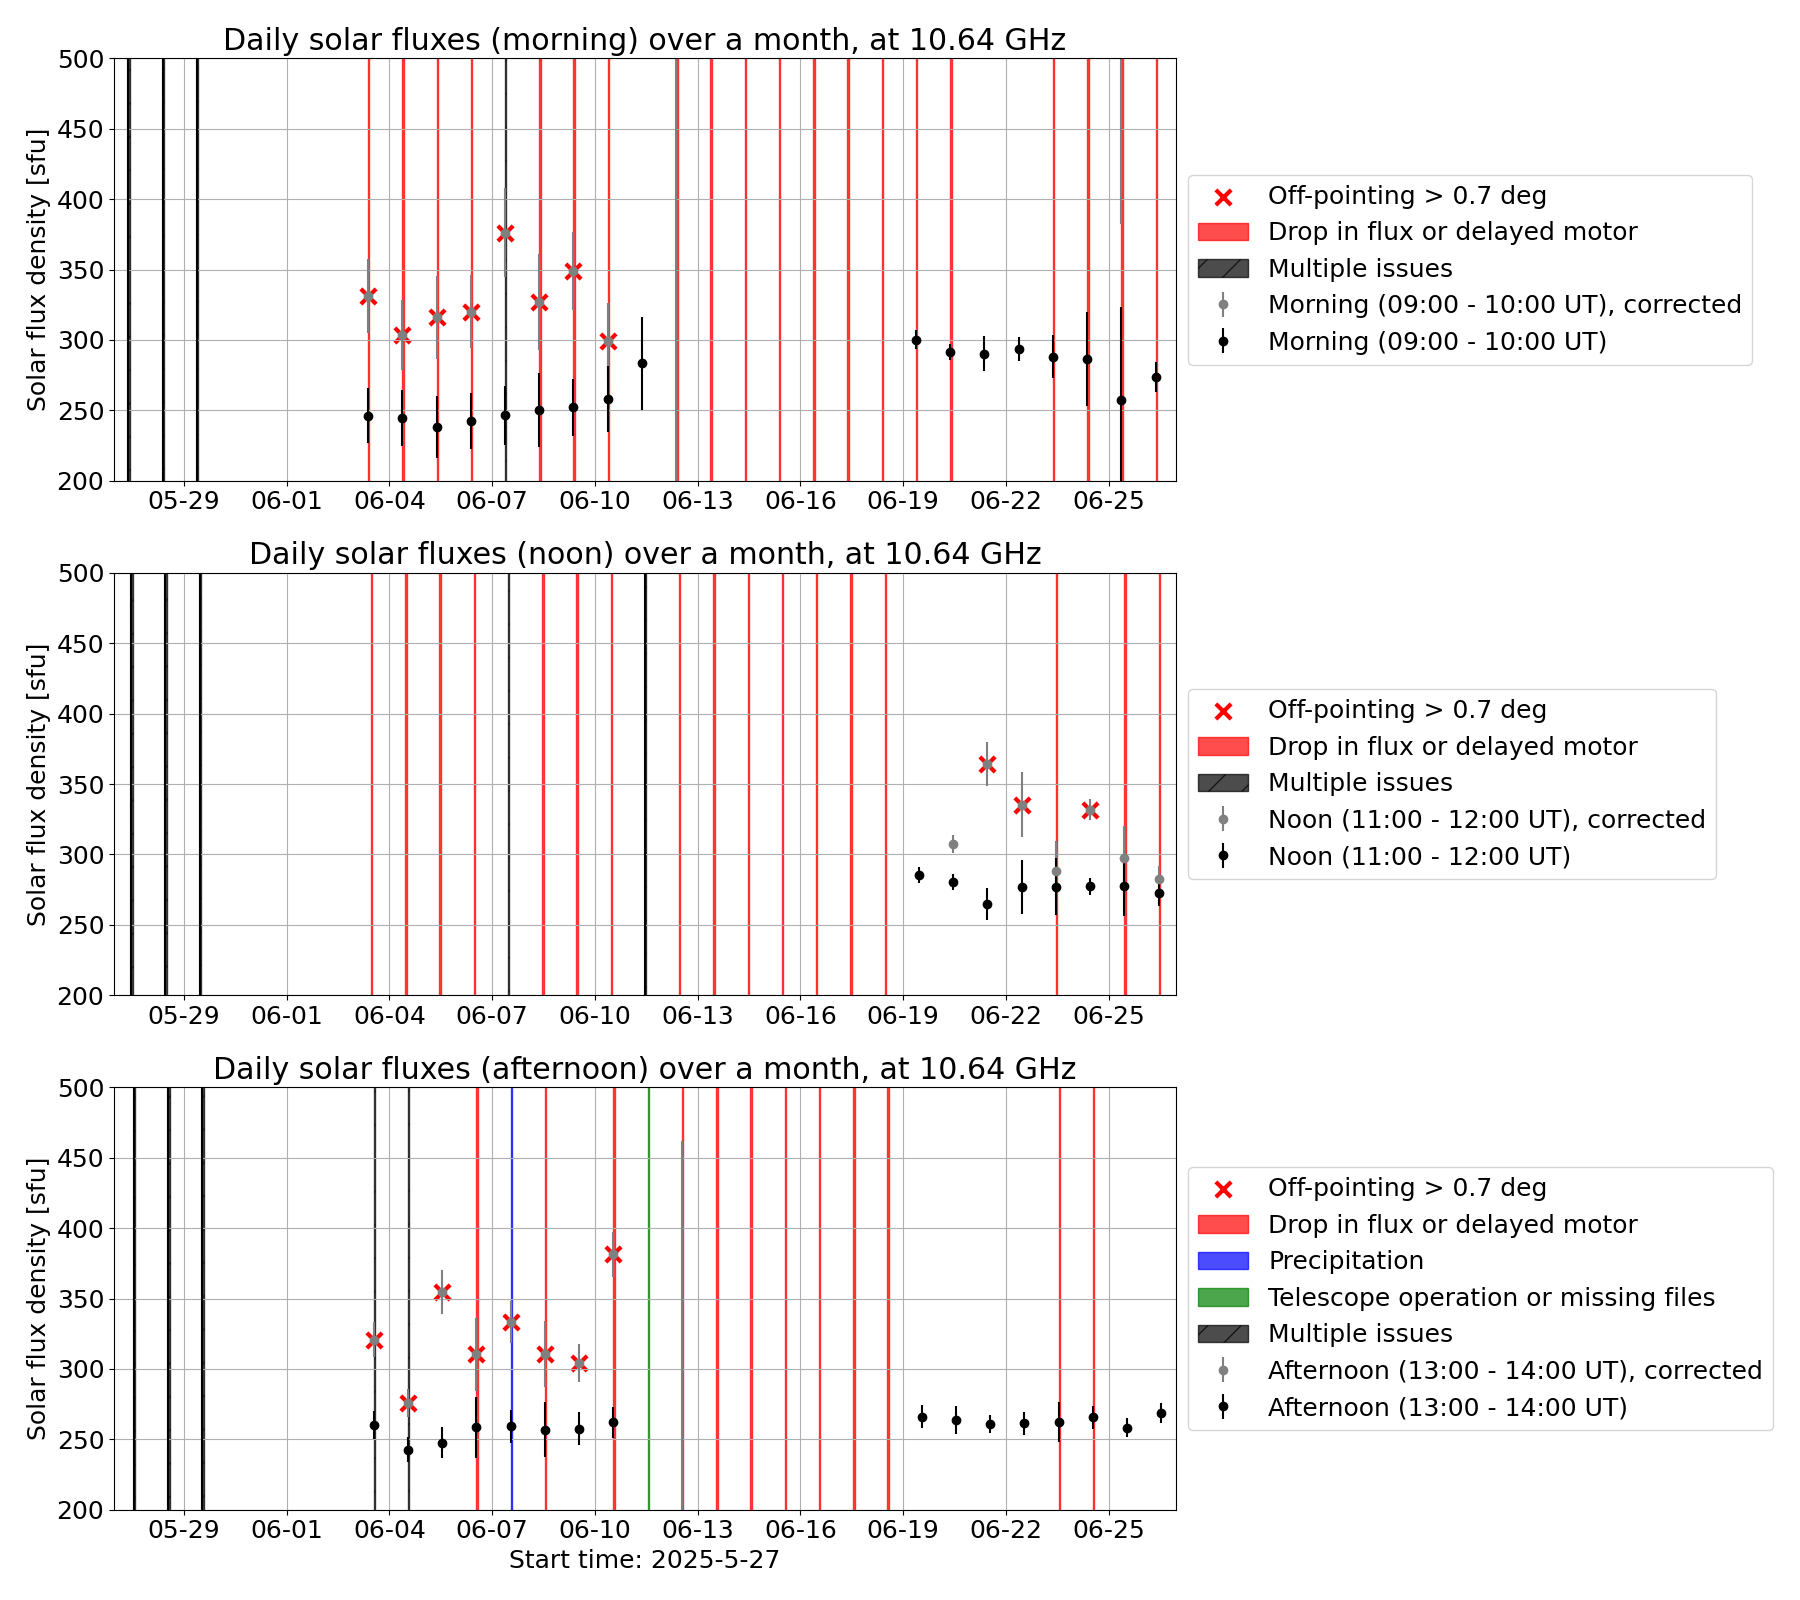 Daily solar fluxes (morning) over a month, at 10.64 GHz
500
450
400
350
300
250
200
Solar flux density [sfu]
05-29 06-01 06-04 06-07 06-10 06-13 06-16 06-19 06-22 06-25
Off-pointing > 0.7 deg
Drop in flux or delayed motor
Multiple issues
Morning (09:00 - 10:00 UT), corrected
Morning (09:00 - 10:00 UT)
Daily solar fluxes (noon) over a month, at 10.64 GHz
500
450
400
350
300
250
200
Solar flux density [sfu]
05-29 06-01 06-04 06-07 06-10 06-13 06-16 06-19 06-22 06-25
Off-pointing > 0.7 deg
Drop in flux or delayed motor
Multiple issues
Noon (11:00 - 12:00 UT), corrected
Noon (11:00 - 12:00 UT)
Daily solar fluxes (afternoon) over a month, at 10.64 GHz
500
450
400
350
300
250
200
Solar flux density [sfu]
05-29 06-01 06-04 06-07 06-10 06-13 06-16 06-19 06-22 06-25
Start time: 2025-5-27
Off-pointing > 0.7 deg
Drop in flux or delayed motor
Precipitation
Telescope operation or missing files
Multiple issues
Afternoon (13:00 - 14:00 UT), corrected
Afternoon (13:00 - 14:00 UT)